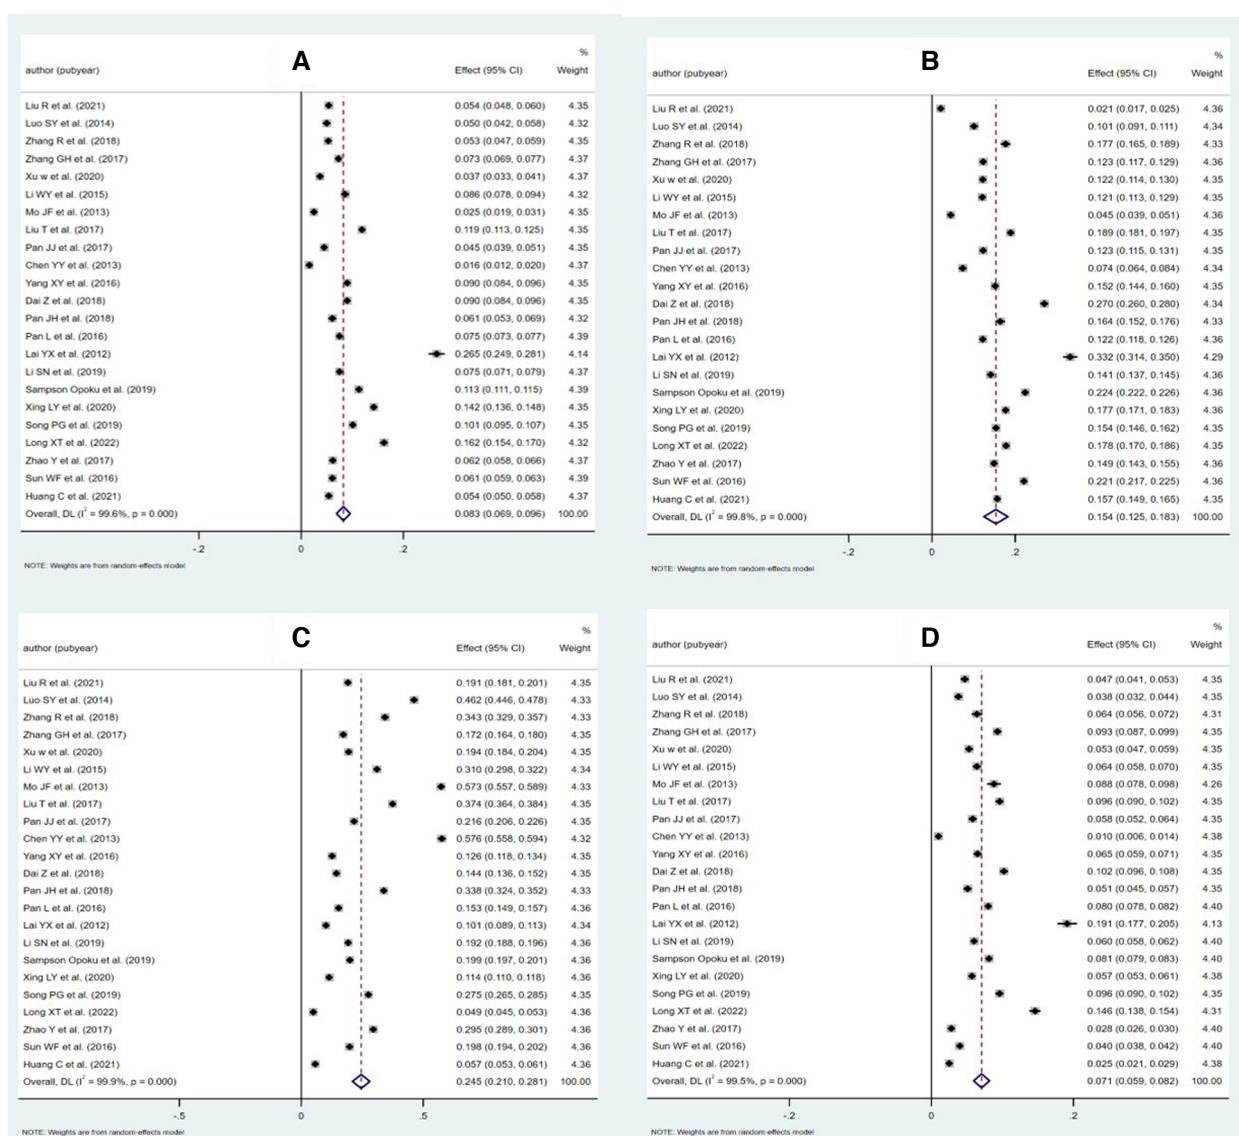 A
%
author (pubyear) Effect (95% CI) Weight
Liu R et al. (2021) 0.054 (0.048, 0.060) 4.35
Luo SY et al. (2014) 0.050 (0.042, 0.058) 4.32
Zhang R et al. (2018) 0.053 (0.047, 0.059) 4.35
Zhang GH et al. (2017) 0.073 (0.069, 0.077) 4.37
Xu w et al. (2020) 0.037 (0.033, 0.041) 4.37
Li WY et al. (2015) 0.086 (0.078, 0.094) 4.32
Mo JF et al. (2013) 0.025 (0.019, 0.031) 4.35
Liu T et al. (2017) 0.119 (0.113, 0.125) 4.35
Pan JJ et al. (2017) 0.045 (0.039, 0.051) 4.35
Chen YY et al. (2013) 0.016 (0.012, 0.020) 4.37
Yang XY et al. (2016) 0.090 (0.084, 0.096) 4.35
Dai Z et al. (2018) 0.090 (0.084, 0.096) 4.35
Pan JH et al. (2018) 0.061 (0.053, 0.069) 4.32
Pan L et al. (2016) 0.075 (0.073, 0.077) 4.39
Lai YX et al. (2012) 0.265 (0.249, 0.281) 4.14
Li SN et al. (2019) 0.075 (0.071, 0.079) 4.37
Sampson Opoku et al. (2019) 0.113 (0.111, 0.115) 4.39
Xing LY et al. (2020) 0.142 (0.136, 0.148) 4.35
Song PG et al. (2019) 0.101 (0.095, 0.107) 4.35
Long XT et al. (2022) 0.162 (0.154, 0.170) 4.32
Zhao Y et al. (2017) 0.062 (0.058, 0.066) 4.37
Sun WF et al. (2016) 0.061 (0.059, 0.063) 4.39
Huang C et al. (2021) 0.054 (0.050, 0.058) 4.37
Overall, DL (I² = 99.6%, p = 0.000) 0.083 (0.069, 0.096) 100.00
-.2 0 .2
NOTE: Weights are from random-effects model
B
%
author (pubyear) Effect (95% CI) Weight
Liu R et al. (2021) 0.021 (0.017, 0.025) 4.36
Luo SY et al. (2014) 0.101 (0.091, 0.111) 4.34
Zhang R et al. (2018) 0.177 (0.165, 0.189) 4.33
Zhang GH et al. (2017) 0.123 (0.117, 0.129) 4.36
Xu w et al. (2020) 0.122 (0.114, 0.130) 4.35
Li WY et al. (2015) 0.121 (0.113, 0.129) 4.35
Mo JF et al. (2013) 0.045 (0.039, 0.051) 4.36
Liu T et al. (2017) 0.189 (0.181, 0.197) 4.35
Pan JJ et al. (2017) 0.123 (0.115, 0.131) 4.35
Chen YY et al. (2013) 0.074 (0.064, 0.084) 4.34
Yang XY et al. (2016) 0.152 (0.144, 0.160) 4.35
Dai Z et al. (2018) 0.270 (0.260, 0.280) 4.34
Pan JH et al. (2018) 0.164 (0.152, 0.176) 4.33
Pan L et al. (2016) 0.122 (0.118, 0.126) 4.36
Lai YX et al. (2012) 0.332 (0.314, 0.350) 4.29
Li SN et al. (2019) 0.141 (0.137, 0.145) 4.36
Sampson Opoku et al. (2019) 0.224 (0.222, 0.226) 4.36
Xing LY et al. (2020) 0.177 (0.171, 0.183) 4.36
Song PG et al. (2019) 0.154 (0.146, 0.162) 4.35
Long XT et al. (2022) 0.178 (0.170, 0.186) 4.35
Zhao Y et al. (2017) 0.149 (0.143, 0.155) 4.36
Sun WF et al. (2016) 0.221 (0.217, 0.225) 4.36
Huang C et al. (2021) 0.157 (0.149, 0.165) 4.35
Overall, DL (I² = 99.8%, p = 0.000) 0.154 (0.125, 0.183) 100.00
-.2 0 .2
NOTE: Weights are from random-effects model
C
%
author (pubyear) Effect (95% CI) Weight
Liu R et al. (2021) 0.191 (0.181, 0.201) 4.35
Luo SY et al. (2014) 0.462 (0.446, 0.478) 4.33
Zhang R et al. (2018) 0.343 (0.329, 0.357) 4.33
Zhang GH et al. (2017) 0.172 (0.164, 0.180) 4.35
Xu w et al. (2020) 0.194 (0.184, 0.204) 4.35
Li WY et al. (2015) 0.310 (0.298, 0.322) 4.34
Mo JF et al. (2013) 0.573 (0.557, 0.589) 4.33
Liu T et al. (2017) 0.374 (0.364, 0.384) 4.35
Pan JJ et al. (2017) 0.216 (0.206, 0.226) 4.35
Chen YY et al. (2013) 0.576 (0.558, 0.594) 4.32
Yang XY et al. (2016) 0.126 (0.118, 0.134) 4.35
Dai Z et al. (2018) 0.144 (0.136, 0.152) 4.35
Pan JH et al. (2018) 0.338 (0.324, 0.352) 4.33
Pan L et al. (2016) 0.153 (0.149, 0.157) 4.36
Lai YX et al. (2012) 0.101 (0.089, 0.113) 4.34
Li SN et al. (2019) 0.192 (0.188, 0.196) 4.36
Sampson Opoku et al. (2019) 0.199 (0.197, 0.201) 4.36
Xing LY et al. (2020) 0.114 (0.110, 0.118) 4.36
Song PG et al. (2019) 0.275 (0.265, 0.285) 4.35
Long XT et al. (2022) 0.049 (0.045, 0.053) 4.36
Zhao Y et al. (2017) 0.295 (0.289, 0.301) 4.36
Sun WF et al. (2016) 0.198 (0.194, 0.202) 4.36
Huang C et al. (2021) 0.057 (0.053, 0.061) 4.36
Overall, DL (I² = 99.9%, p = 0.000) 0.245 (0.210, 0.281) 100.00
-.5 0 .5
NOTE: Weights are from random-effects model
D
%
author (pubyear) Effect (95% CI) Weight
Liu R et al. (2021) 0.047 (0.041, 0.053) 4.35
Luo SY et al. (2014) 0.038 (0.032, 0.044) 4.35
Zhang R et al. (2018) 0.064 (0.056, 0.072) 4.31
Zhang GH et al. (2017) 0.093 (0.087, 0.099) 4.35
Xu w et al. (2020) 0.053 (0.047, 0.059) 4.35
Li WY et al. (2015) 0.064 (0.058, 0.070) 4.35
Mo JF et al. (2013) 0.088 (0.078, 0.098) 4.26
Liu T et al. (2017) 0.096 (0.090, 0.102) 4.35
Pan JJ et al. (2017) 0.058 (0.052, 0.064) 4.35
Chen YY et al. (2013) 0.010 (0.006, 0.014) 4.38
Yang XY et al. (2016) 0.065 (0.059, 0.071) 4.35
Dai Z et al. (2018) 0.102 (0.096, 0.108) 4.35
Pan JH et al. (2018) 0.051 (0.045, 0.057) 4.35
Pan L et al. (2016) 0.080 (0.078, 0.082) 4.40
Lai YX et al. (2012) 0.191 (0.177, 0.205) 4.13
Li SN et al. (2019) 0.060 (0.058, 0.062) 4.40
Sampson Opoku et al. (2019) 0.081 (0.079, 0.083) 4.40
Xing LY et al. (2020) 0.057 (0.053, 0.061) 4.38
Song PG et al. (2019) 0.096 (0.090, 0.102) 4.35
Long XT et al. (2022) 0.146 (0.138, 0.154) 4.31
Zhao Y et al. (2017) 0.028 (0.026, 0.030) 4.40
Sun WF et al. (2016) 0.040 (0.038, 0.042) 4.40
Huang C et al. (2021) 0.025 (0.021, 0.029) 4.38
Overall, DL (I² = 99.5%, p = 0.000) 0.071 (0.059, 0.082) 100.00
-.2 0 .2
NOTE: Weights are from random-effects model